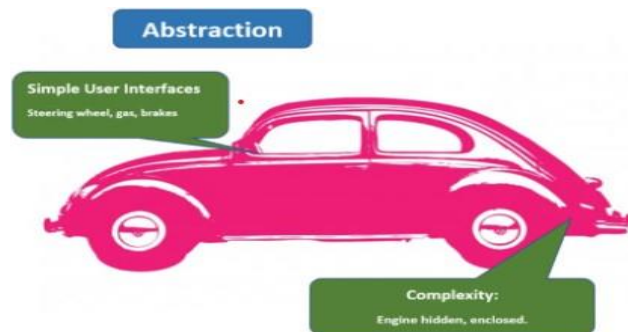 Abstraction
Simple User Interfaces
Steering wheel, gas, brakes
Complexity:
Engine hidden, enclosed.